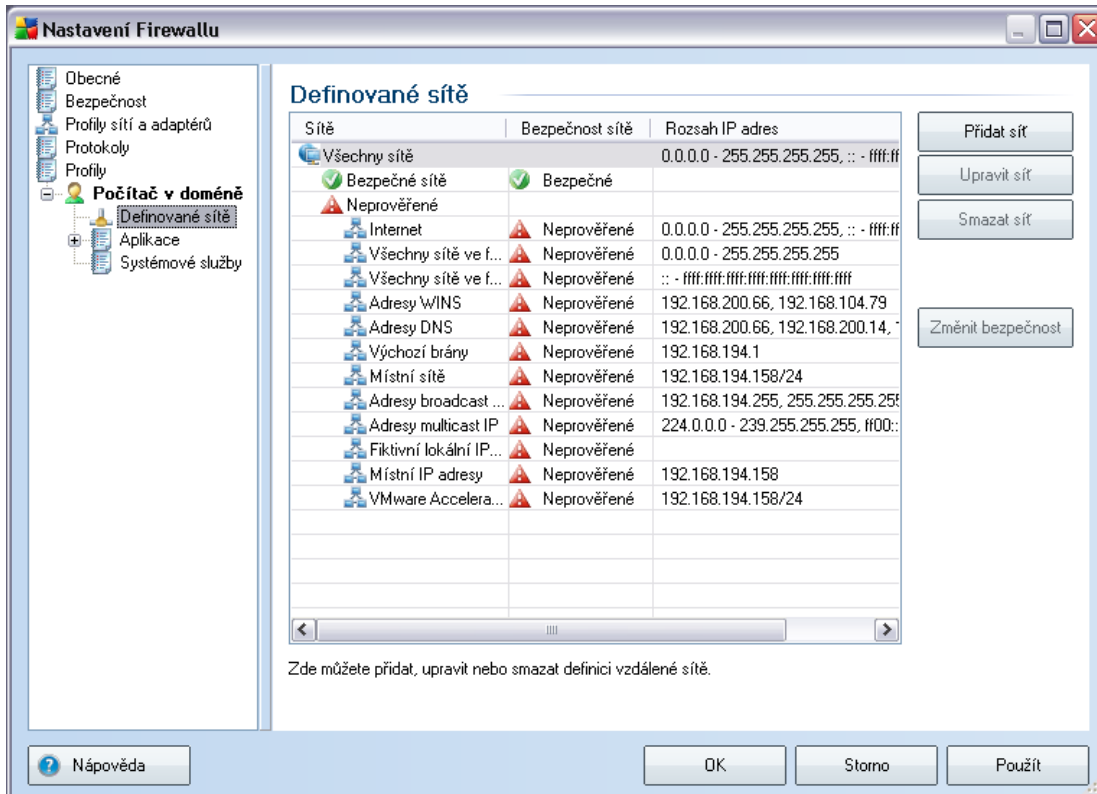 Nastavení Firewallu
Obecné
Bezpečnost
Profily sítí a adaptérů
Protokoly
Profily
Počítač v doméně
Definované sítě
Aplikace
Systémové služby
Definované sítě
Sítě Bezpečnost sítě Rozsah IP adres
Všechny sítě 0.0.0.0 - 255.255.255.255, :: - ffff:ff
Bezpečné sítě Bezpečné
Neprověřené
Internet Neprověřené 0.0.0.0 - 255.255.255.255, :: - ffff:ff
Všechny sítě ve f... Neprověřené 0.0.0.0 - 255.255.255.255
Všechny sítě ve f... Neprověřené :: - ffff:ffff:ffff:ffff:ffff:ffff:ffff:ffff
Adresy WINS Neprověřené 192.168.200.66, 192.168.104.79
Adresy DNS Neprověřené 192.168.200.66, 192.168.200.14,
Výchozí brány Neprověřené 192.168.194.1
Místní sítě Neprověřené 192.168.194.158/24
Adresy broadcast ... Neprověřené 192.168.194.255, 255.255.255.255
Adresy multicast IP Neprověřené 224.0.0.0 - 239.255.255.255, ff00::
Fiktivní lokální IP... Neprověřené
Místní IP adresy Neprověřené 192.168.194.158
VMware Accelera... Neprověřené 192.168.194.158/24
Přidat síť
Upravit síť
Smazat síť
Změnit bezpečnost
Zde můžete přidat, upravit nebo smazat definici vzdálené sítě.
Nápověda
OK
Storno
Použít